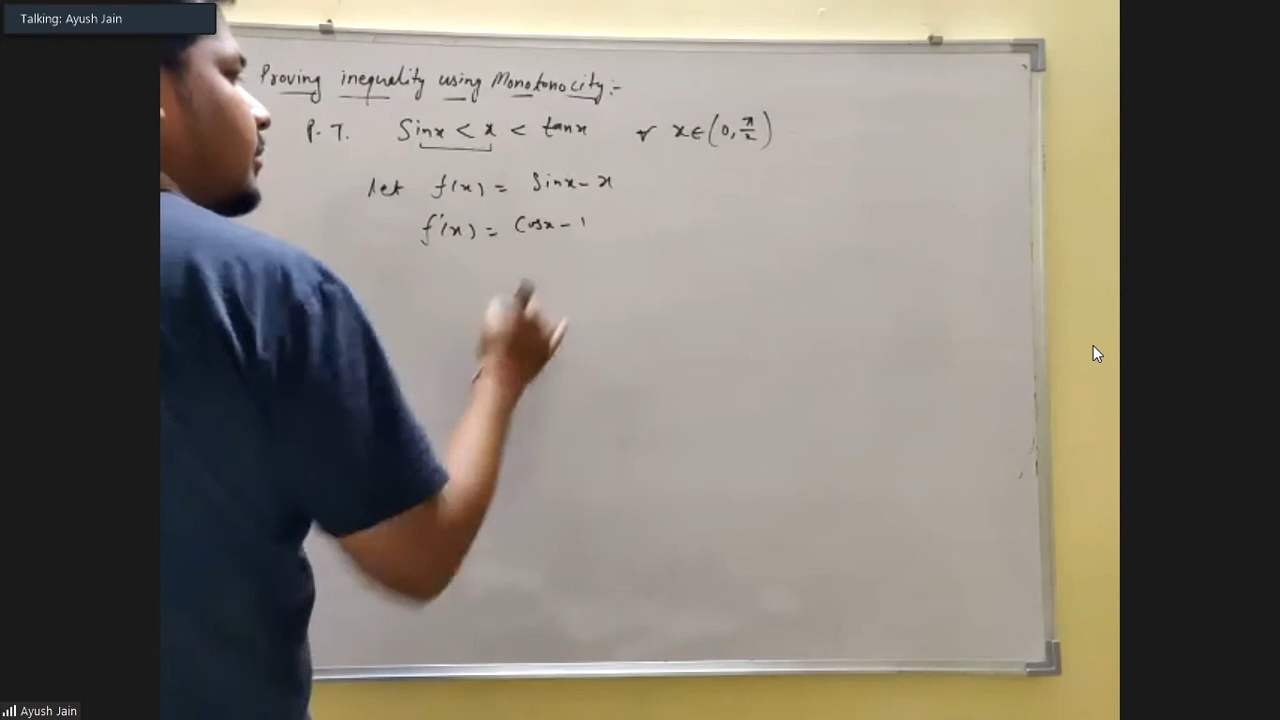 Talking: Ayush Jain
Proving inequality using Monotonocity:-
P.T. Sinx < x < tanx ∀ x∈(0, π/2)
let f(x) = Sinx - x
f'(x) = Cosx - 1
Ayush Jain